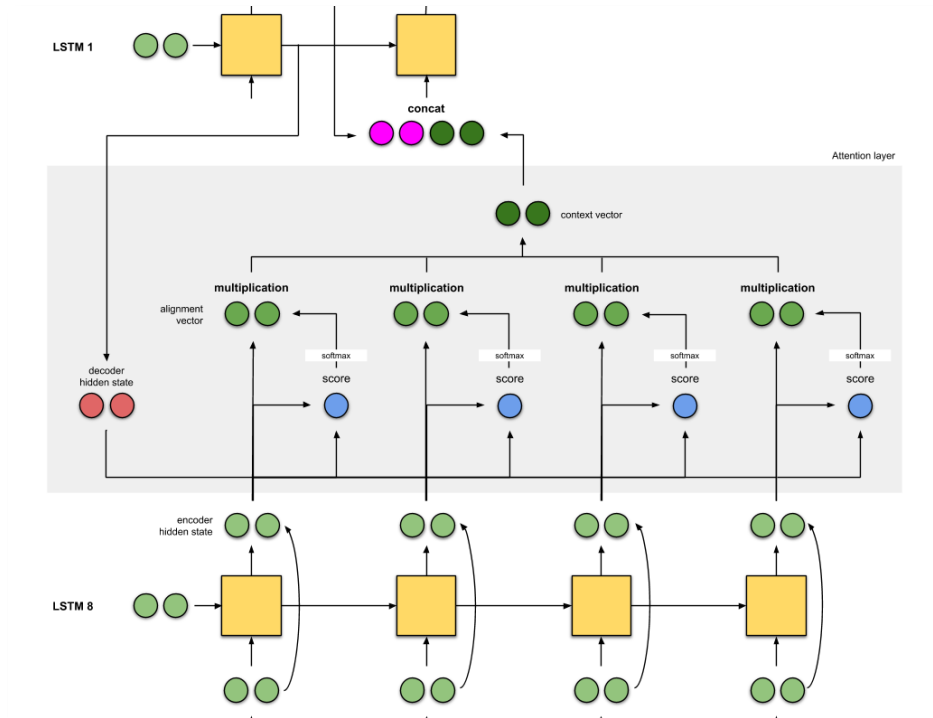 LSTM 1
concat
Attention layer
context vector
multiplication multiplication multiplication multiplication
alignment
vector
softmax softmax softmax softmax
decoder
hidden state
score score score score
encoder
hidden state
LSTM 8